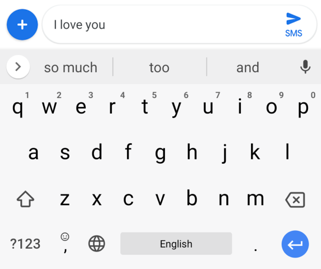 I love you
SMS
so much too and
1 2 3 4 5 6 7 8 9 0
q w e r t y u i o p
a s d f g h j k l
z x c v b n m
?123 , English .